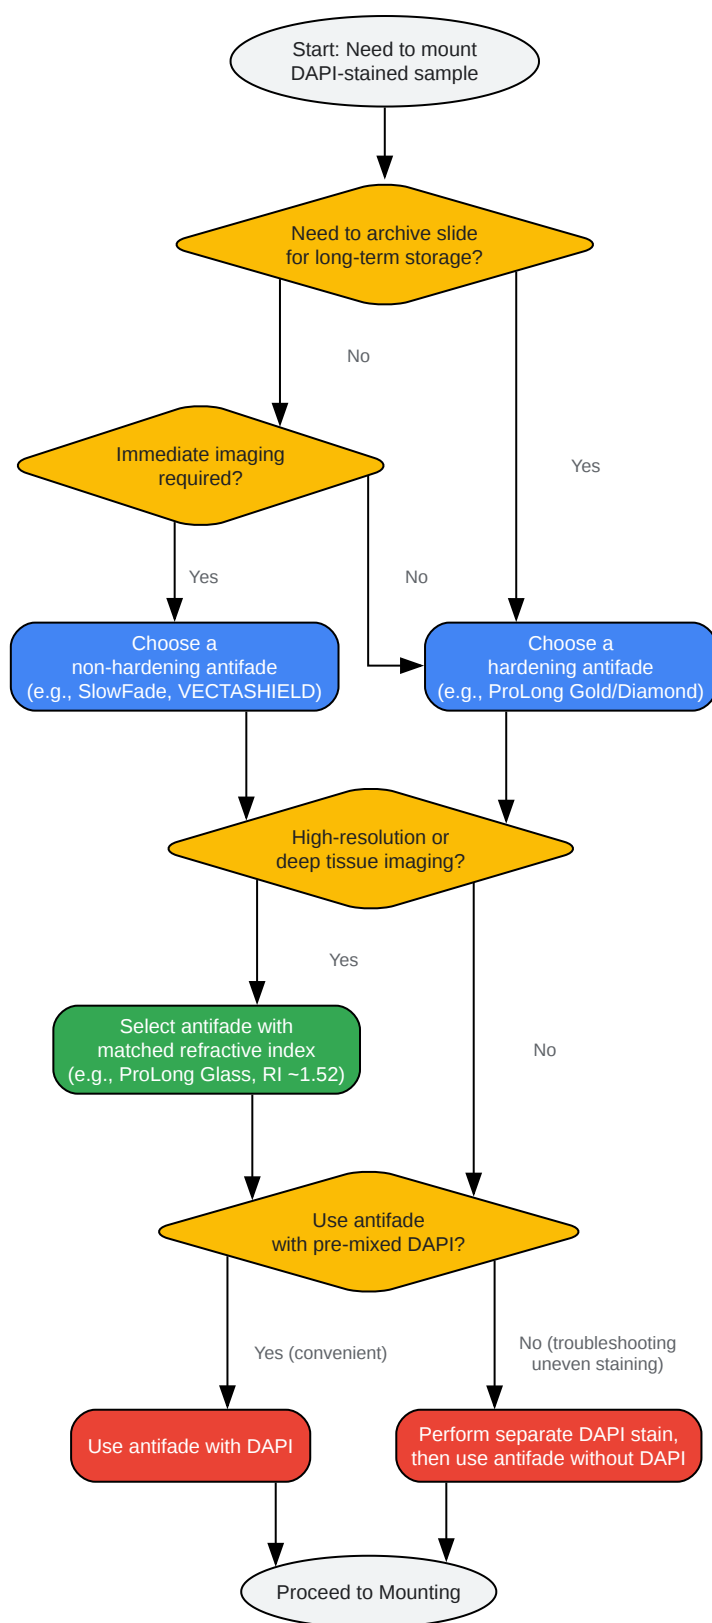 Start: Need to mount
DAPI-stained sample
Need to archive slide
for long-term storage?
No
Yes
Immediate imaging
required?
Yes
No
Choose a
non-hardening antifade
(e.g., SlowFade, VECTASHIELD)
Choose a
hardening antifade
(e.g., ProLong Gold/Diamond)
High-resolution or
deep tissue imaging?
Yes
No
Select antifade with
matched refractive index
(e.g., ProLong Glass, RI ~1.52)
Use antifade
with pre-mixed DAPI?
Yes (convenient)
No (troubleshooting
uneven staining)
Use antifade with DAPI
Perform separate DAPI stain,
then use antifade without DAPI
Proceed to Mounting